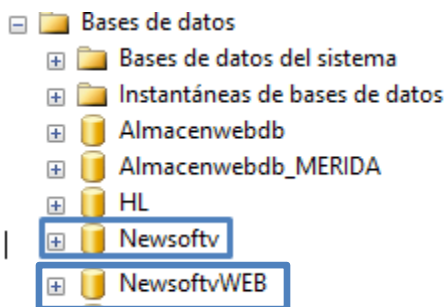 Bases de datos
Bases de datos del sistema
Instantáneas de bases de datos
Almacenwebdb
Almacenwebdb_MERIDA
HL
Newsoftv
NewsoftvWEB